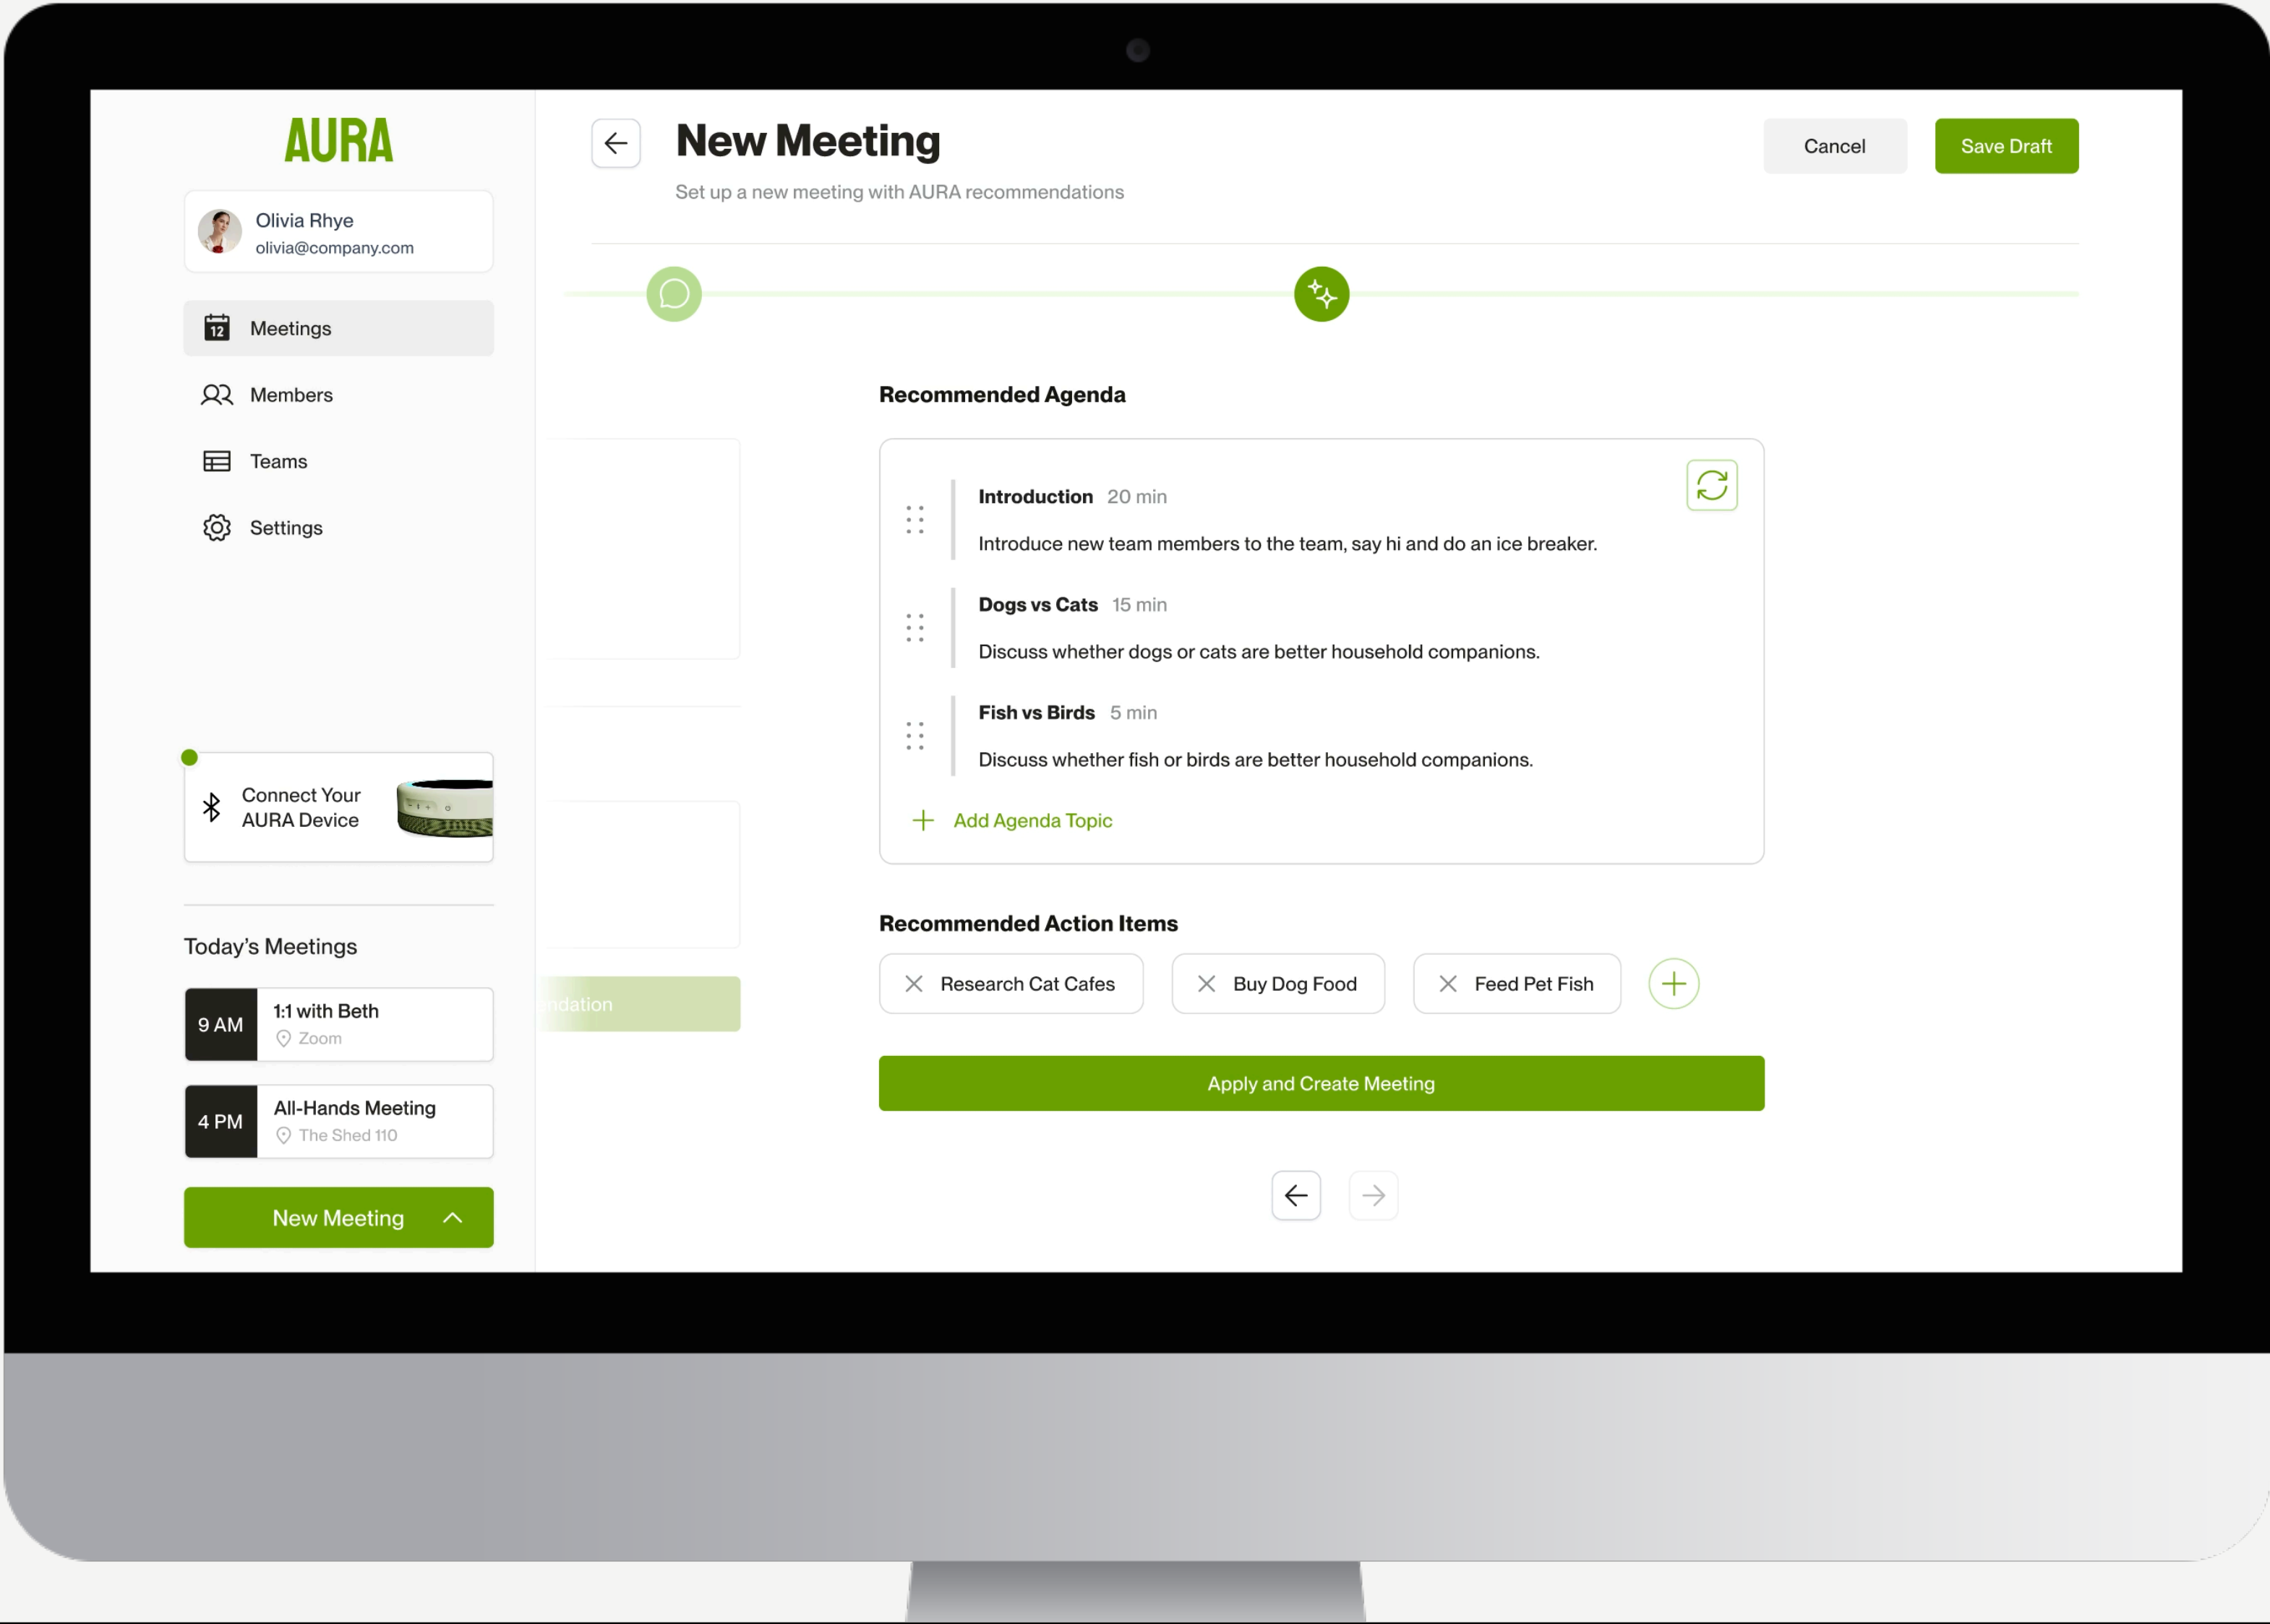 AURA
Olivia Rhye
olivia@company.com
12
Meetings
Members
Teams
Settings
Connect Your
AURA Device
Today's Meetings
9 AM
1:1 with Beth
Zoom
4 PM
All-Hands Meeting
The Shed 110
New Meeting
New Meeting
Set up a new meeting with AURA recommendations
Cancel
Save Draft
Recommended Agenda
Introduction 20 min
Introduce new team members to the team, say hi and do an ice breaker.
Dogs vs Cats 15 min
Discuss whether dogs or cats are better household companions.
Fish vs Birds 5 min
Discuss whether fish or birds are better household companions.
Add Agenda Topic
ndation
Recommended Action Items
Research Cat Cafes
Buy Dog Food
Feed Pet Fish
Apply and Create Meeting